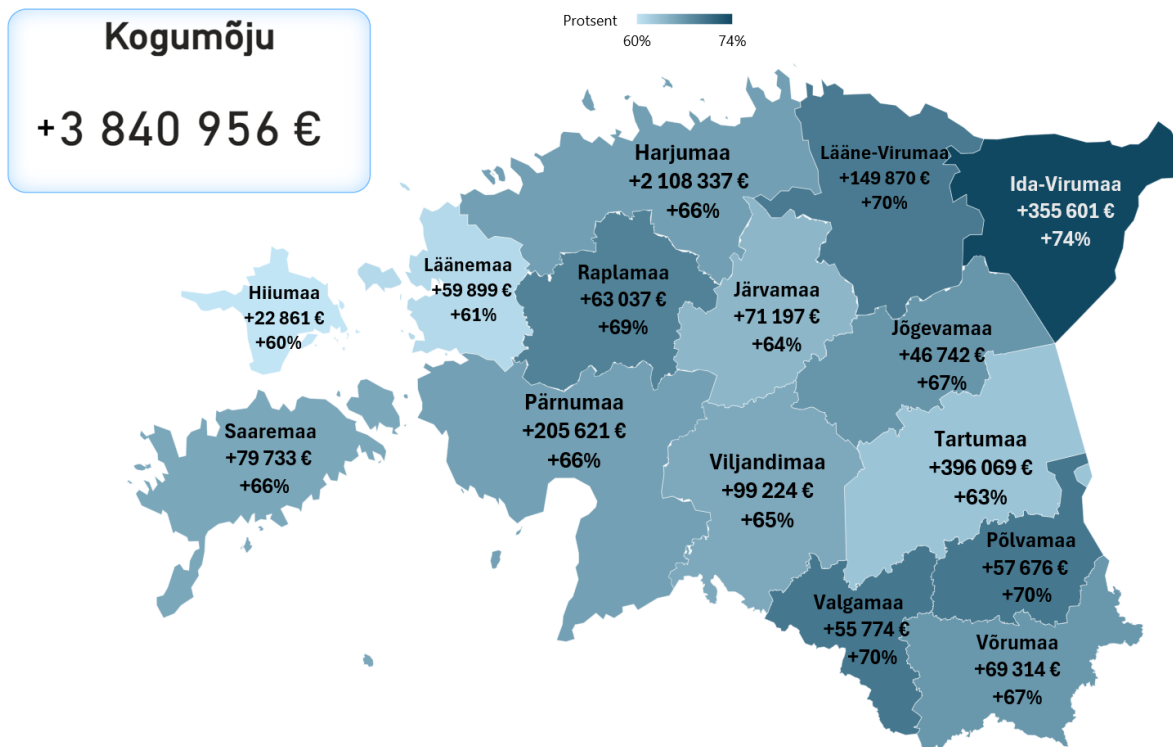 Kogumõju
+3 840 956 €
Protsent
60% 74%
Harjumaa
+2 108 337 €
+66%
Lääne-Virumaa
+149 870 €
+70%
Ida-Virumaa
+355 601 €
+74%
Läänemaa
+59 899 €
+61%
Raplamaa
+63 037 €
+69%
Järvamaa
+71 197 €
+64%
Hiiumaa
+22 861 €
+60%
Jõgevamaa
+46 742 €
+67%
Pärnumaa
+205 621 €
+66%
Saaremaa
+79 733 €
+66%
Viljandimaa
+99 224 €
+65%
Tartumaa
+396 069 €
+63%
Põlvamaa
+57 676 €
+70%
Valgamaa
+55 774 €
+70%
Võrumaa
+69 314 €
+67%